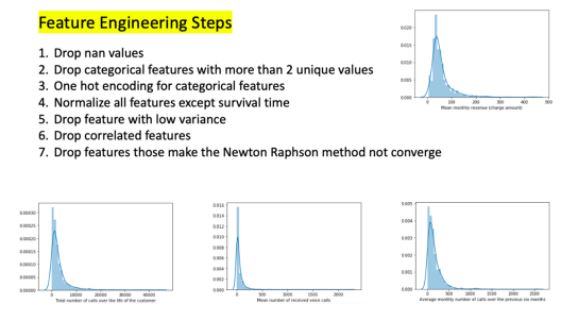 Feature Engineering Steps
1. Drop nan values
2. Drop categorical features with more than 2 unique values
3. One hot encoding for categorical features
4. Normalize all features except survival time
5. Drop feature with low variance
6. Drop correlated features
7. Drop features those make the Newton Raphson method not converge
0.020
0.015
0.010
0.005
0.000
0 100 200 300 400 500
Mean monthly revenue (charge amount)
0.00030
0.00025
0.00020
0.00015
0.00010
0.00005
0.00000
0 10000 20000 30000 40000
Total number of calls over the life of the customer
0.016
0.014
0.012
0.010
0.008
0.006
0.004
0.002
0.000
0 500 1000 1500 2000
Mean number of received voice calls
0.005
0.004
0.003
0.002
0.001
0.000
0 500 1000 1500 2000
Average monthly number of calls over the previous six months